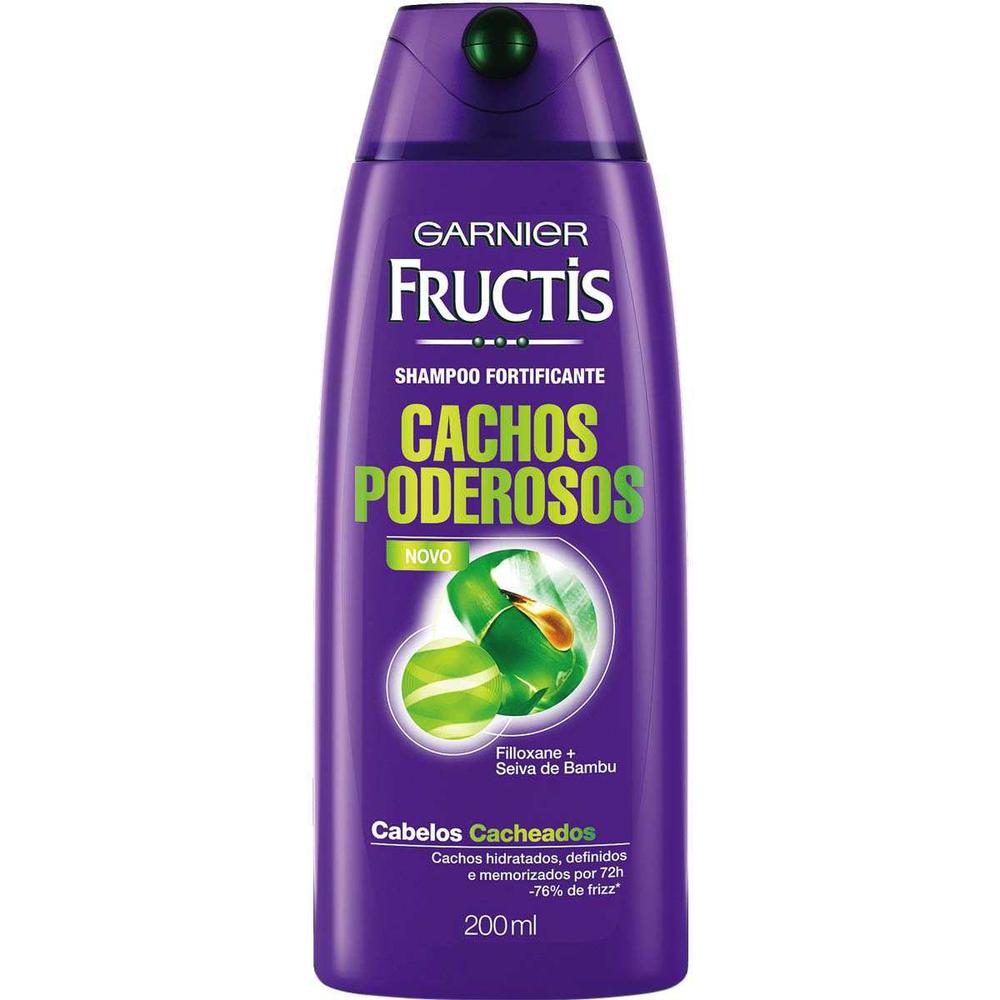 GARNIER
FRUCTIS
SHAMPOO FORTIFICANTE
CACHOS
PODEROSOS
NOVO
Filloxane +
Seiva de Bambu
Cabelos Cacheados
Cachos hidratados, definidos
e memorizados por 72h
-76% de frizz*
200ml